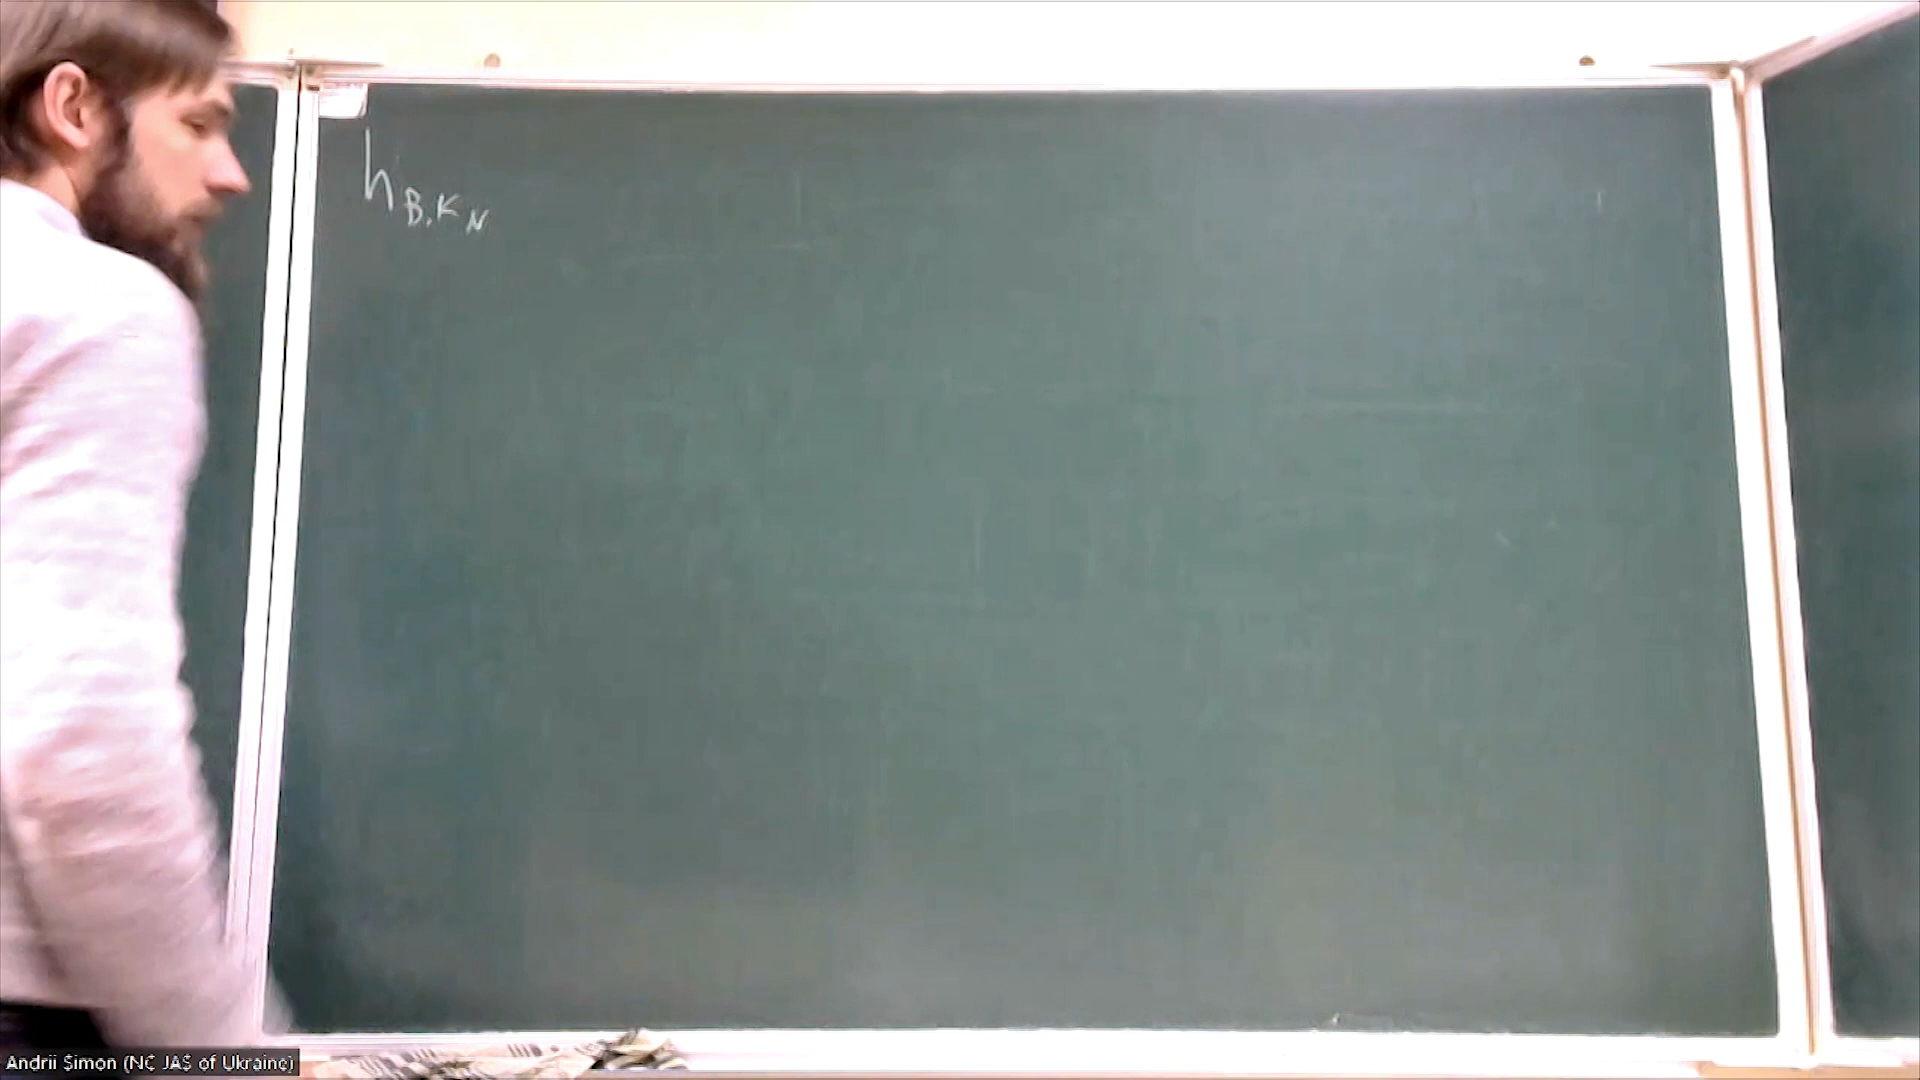 h_{B.K_N}
Andrii Simon (NC JAS of Ukraine)